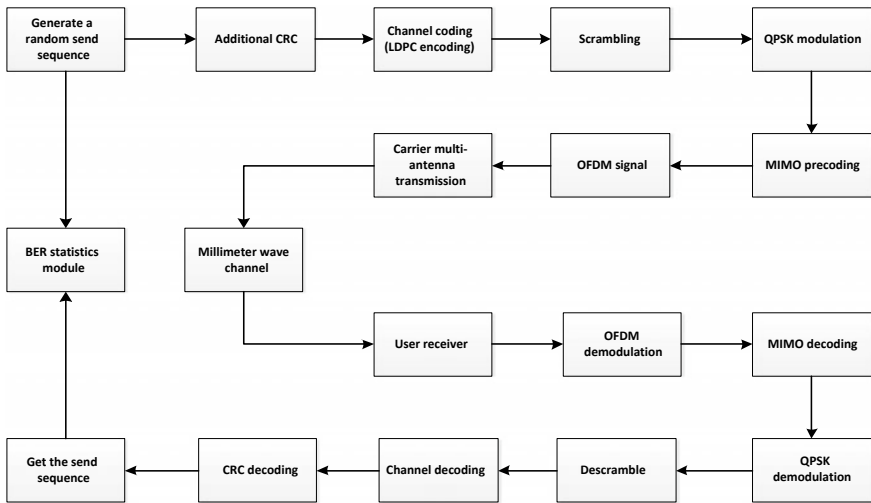 Generate a
random send
sequence
Additional CRC
Channel coding
(LDPC encoding)
Scrambling
QPSK modulation
Carrier multi-
antenna
transmission
OFDM signal
MIMO precoding
BER statistics
module
Millimeter wave
channel
User receiver
OFDM
demodulation
MIMO decoding
Get the send
sequence
CRC decoding
Channel decoding
Descramble
QPSK
demodulation